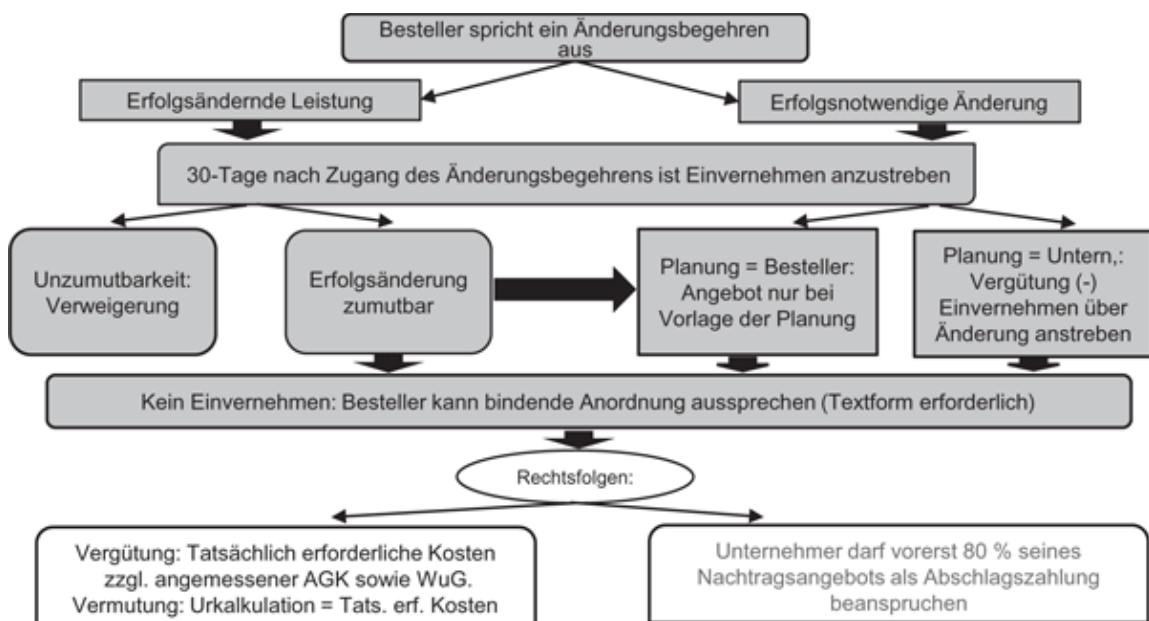 Besteller spricht ein Änderungsbegehren
aus
Erfolgsändernde Leistung
Erfolgsnotwendige Änderung
30-Tage nach Zugang des Änderungsbegehrens ist Einvernehmen anzustreben
Unzumutbarkeit:
Verweigerung
Erfolgsänderung
zumutbar
Planung = Besteller:
Angebot nur bei
Vorlage der Planung
Planung = Untern,:
Vergütung (-)
Einvernehmen über
Änderung anstreben
Kein Einvernehmen: Besteller kann bindende Anordnung aussprechen (Textform erforderlich)
Rechtsfolgen:
Vergütung: Tatsächlich erforderliche Kosten
zzgl. angemessener AGK sowie WuG.
Vermutung: Urkalkulation = Tats. erf. Kosten
Unternehmer darf vorerst 80 % seines
Nachtragsangebots als Abschlagszahlung
beanspruchen